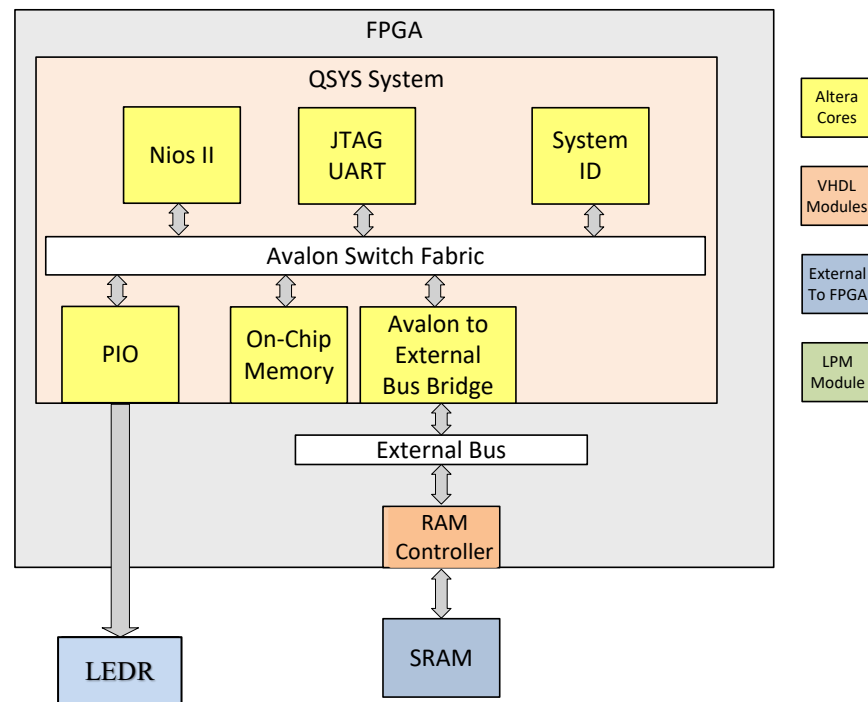 FPGA
QSYS System
Nios II
JTAG
UART
System
ID
Avalon Switch Fabric
PIO
On-Chip
Memory
Avalon to
External
Bus Bridge
External Bus
RAM
Controller
LEDR
SRAM
Altera
Cores
VHDL
Modules
External
To FPGA
LPM
Module